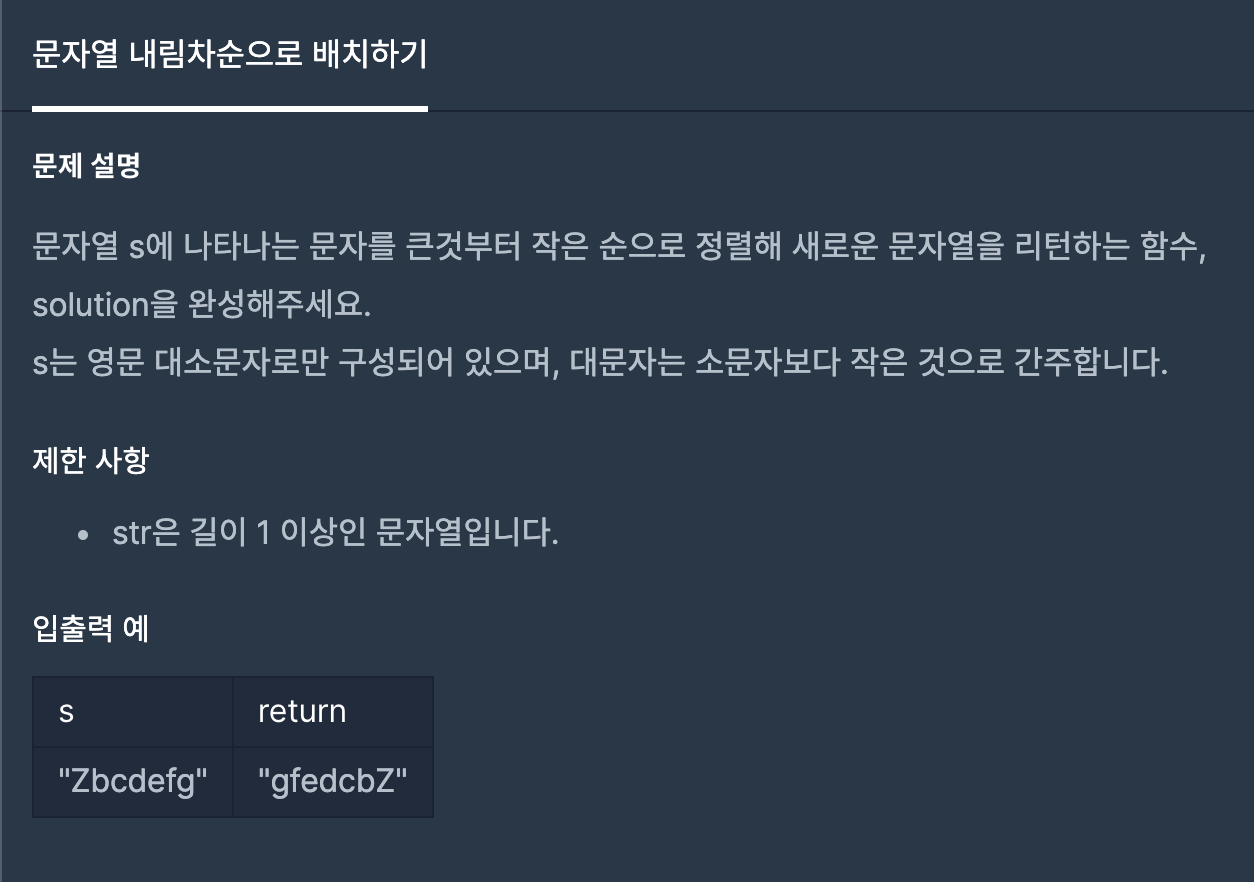 문자열 내림차순으로 배치하기
문제 설명
문자열 s에 나타나는 문자를 큰것부터 작은 순으로 정렬해 새로운 문자열을 리턴하는 함수,
solution을 완성해주세요.
s는 영문 대소문자로만 구성되어 있으며, 대문자는 소문자보다 작은 것으로 간주합니다.
제한 사항
• str은 길이 1 이상인 문자열입니다.
입출력 예
s return
"Zbcdefg" "gfedcbZ"